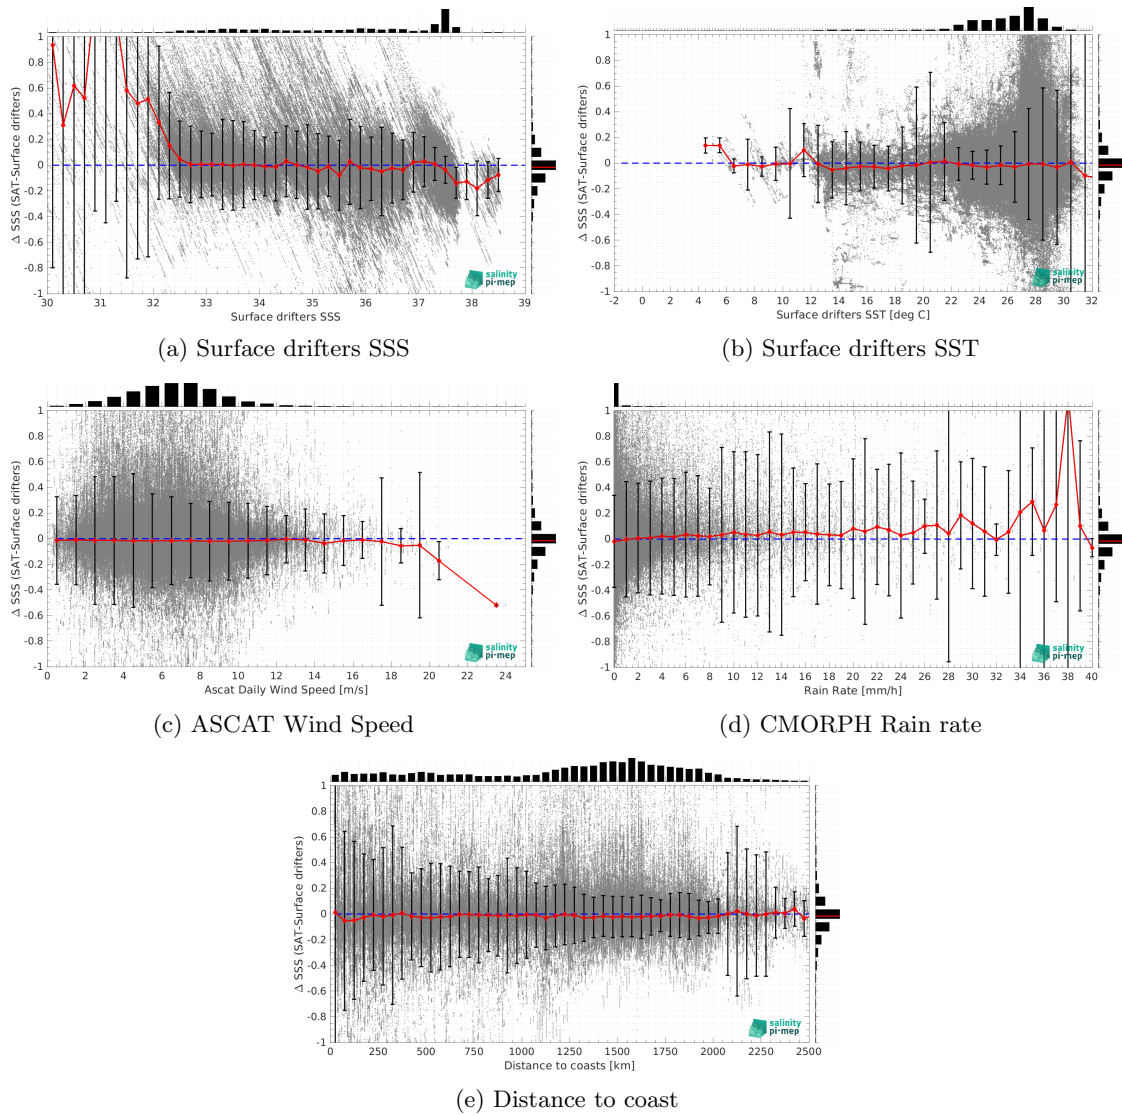 Δ SSS (SAT-Surface drifters)
1
0.8
0.6
0.4
0.2
0
-0.2
-0.4
-0.6
-0.8
-1
30 31 32 33 34 35 36 37 38 39
Surface drifters SSS
salinity
pi-mep
(a) Surface drifters SSS
Δ SSS (SAT-Surface drifters)
1
0.8
0.6
0.4
0.2
0
-0.2
-0.4
-0.6
-0.8
-1
-2 0 2 4 6 8 10 12 14 16 18 20 22 24 26 28 30 32
Surface drifters SST [deg C]
salinity
pi-mep
(b) Surface drifters SST
Δ SSS (SAT-Surface drifters)
1
0.8
0.6
0.4
0.2
0
-0.2
-0.4
-0.6
-0.8
-1
0 2 4 6 8 10 12 14 16 18 20 22 24
Ascat Daily Wind Speed [m/s]
salinity
pi-mep
(c) ASCAT Wind Speed
Δ SSS (SAT-Surface drifters)
1
0.8
0.6
0.4
0.2
0
-0.2
-0.4
-0.6
-0.8
-1
0 2 4 6 8 10 12 14 16 18 20 22 24 26 28 30 32 34 36 38 40
Rain Rate [mm/h]
salinity
pi-mep
(d) CMORPH Rain rate
Δ SSS (SAT-Surface drifters)
1
0.8
0.6
0.4
0.2
0
-0.2
-0.4
-0.6
-0.8
-1
0 250 500 750 1000 1250 1500 1750 2000 2250 2500
Distance to coasts [km]
salinity
pi-mep
(e) Distance to coast